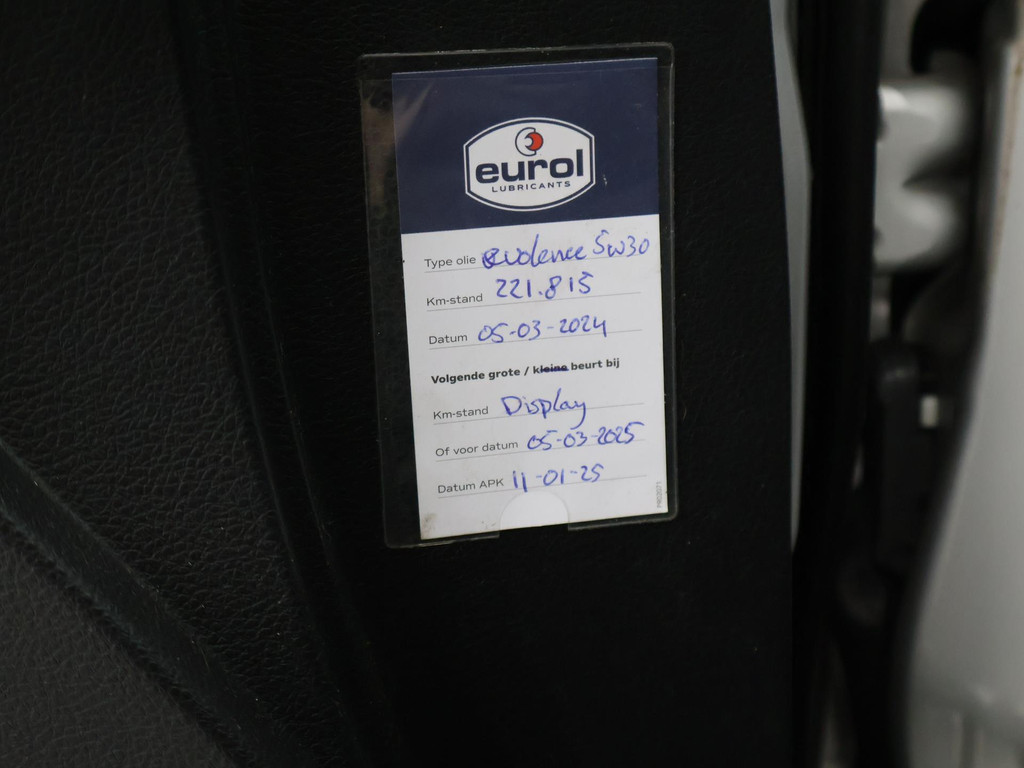 eurol
LUBRICANTS
Type olie evolence 5w30
Km-stand 221.815
Datum 05-03-2024
Volgende grote / kleine beurt bij
Km-stand Display
Of voor datum 05-03-2025
Datum APK 11-01-25